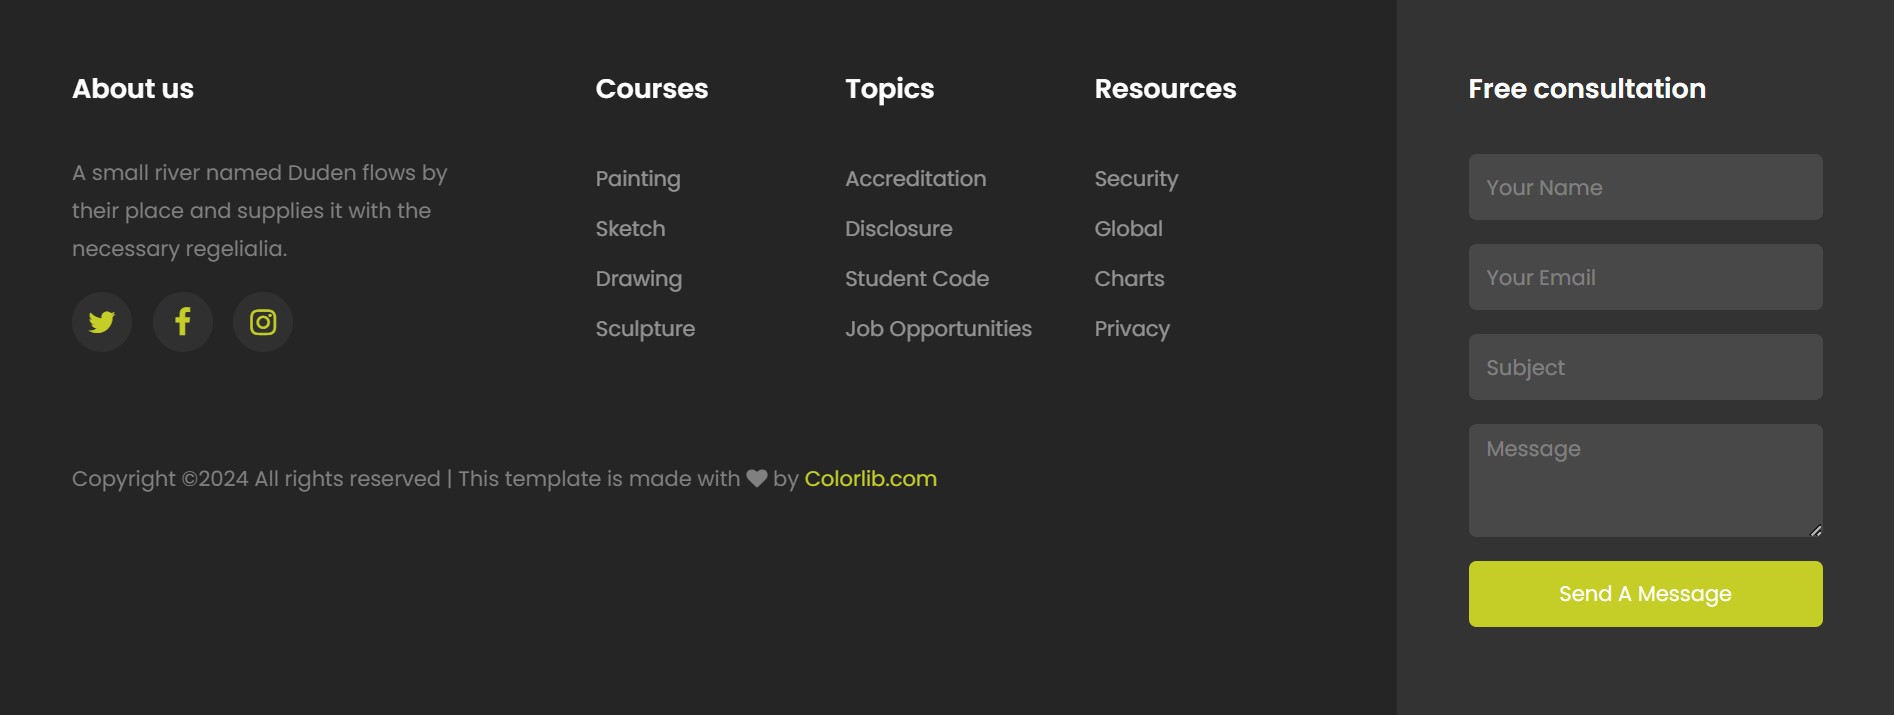 About us
A small river named Duden flows by
their place and supplies it with the
necessary regelialia.
Courses
Painting
Sketch
Drawing
Sculpture
Topics
Accreditation
Disclosure
Student Code
Job Opportunities
Resources
Security
Global
Charts
Privacy
Copyright ©2024 All rights reserved | This template is made with ♥ by Colorlib.com
Free consultation
Your Name
Your Email
Subject
Message
Send A Message